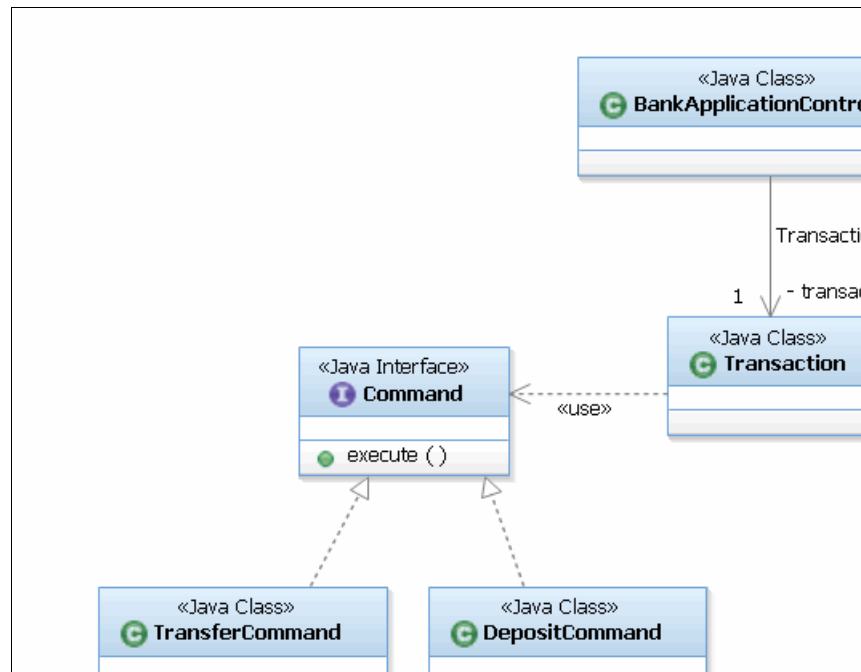 «Java Class»
BankApplicationContro
Transacti
1
- transac
«Java Class»
Transaction
«Java Interface»
Command
«use»
execute ()
«Java Class»
TransferCommand
«Java Class»
DepositCommand